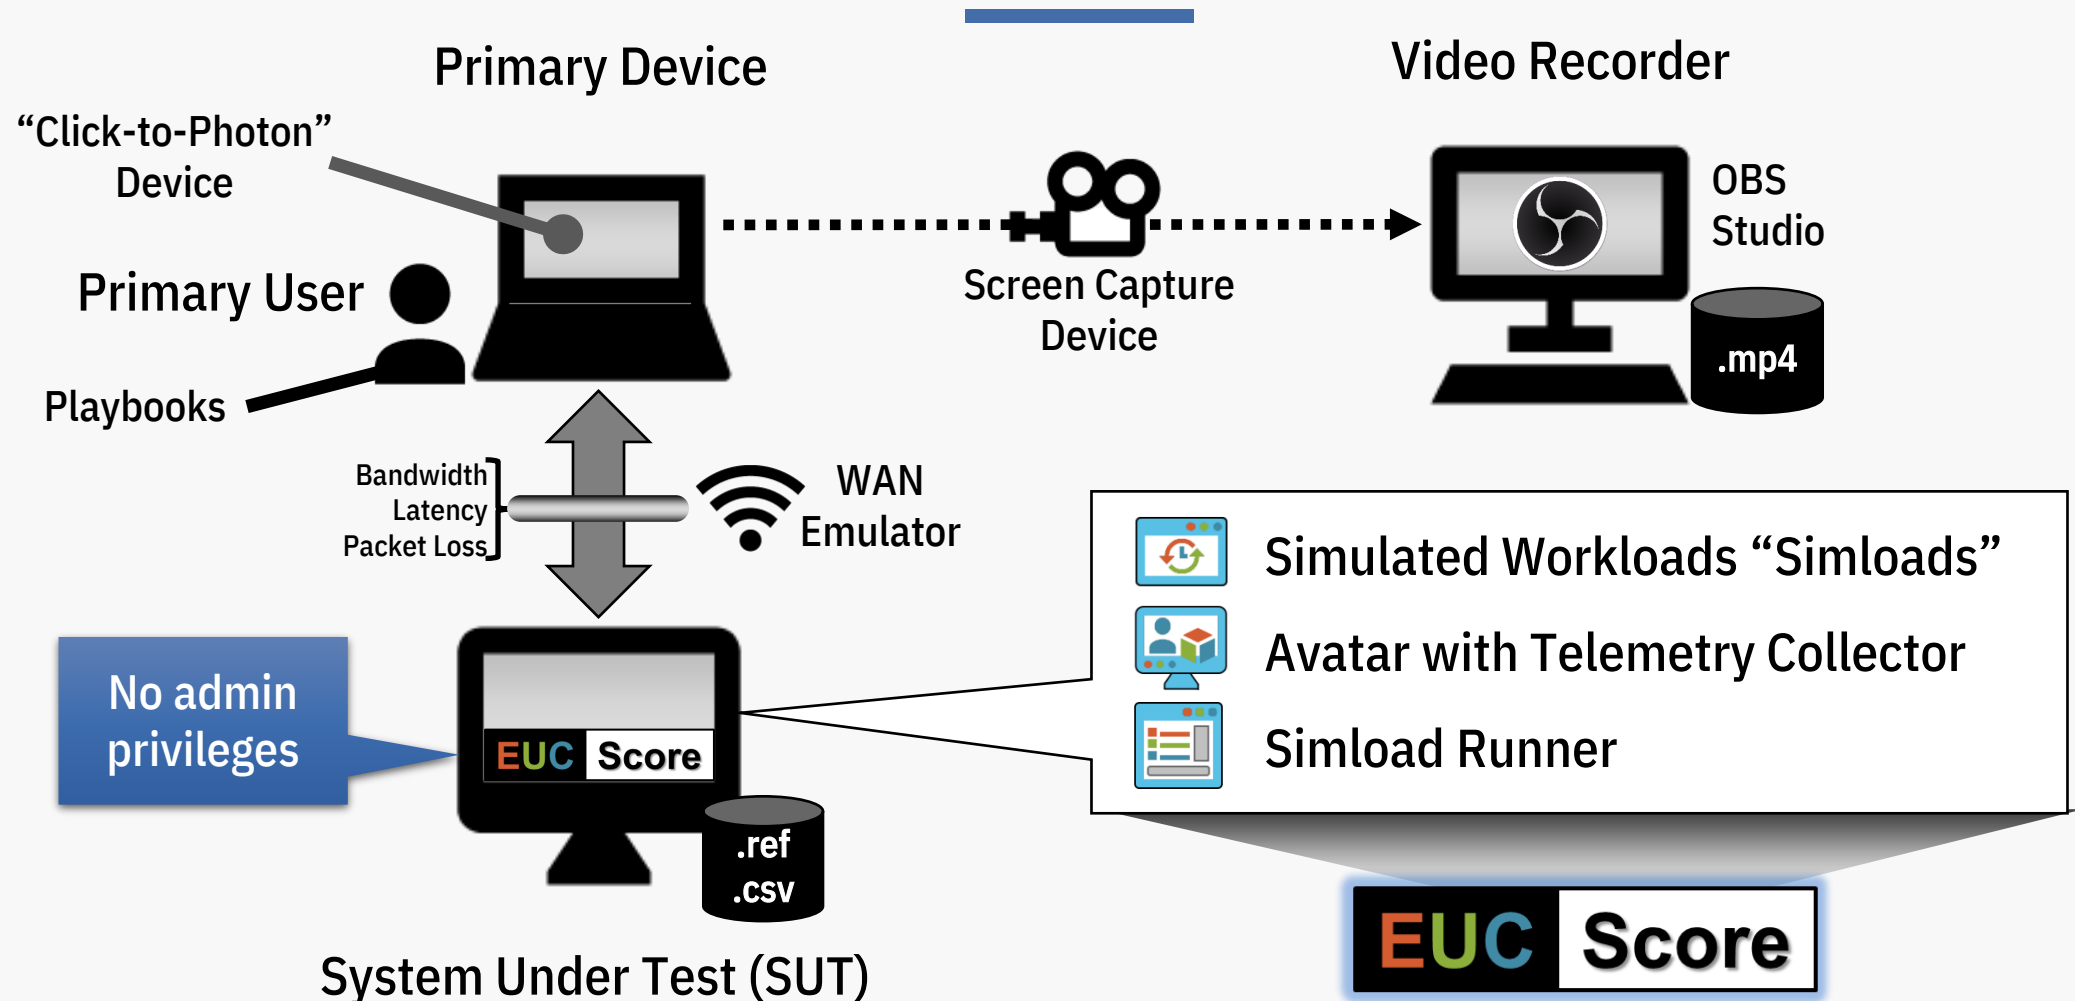 Primary Device
Video Recorder
“Click-to-Photon”
Device
OBS
Studio
Primary User
Screen Capture
Device
.mp4
Playbooks
Bandwidth
Latency
Packet Loss
WAN
Emulator
Simulated Workloads “Simloads”
Avatar with Telemetry Collector
Simload Runner
No admin
privileges
EUC Score
.ref
.csv
System Under Test (SUT)
EUC Score